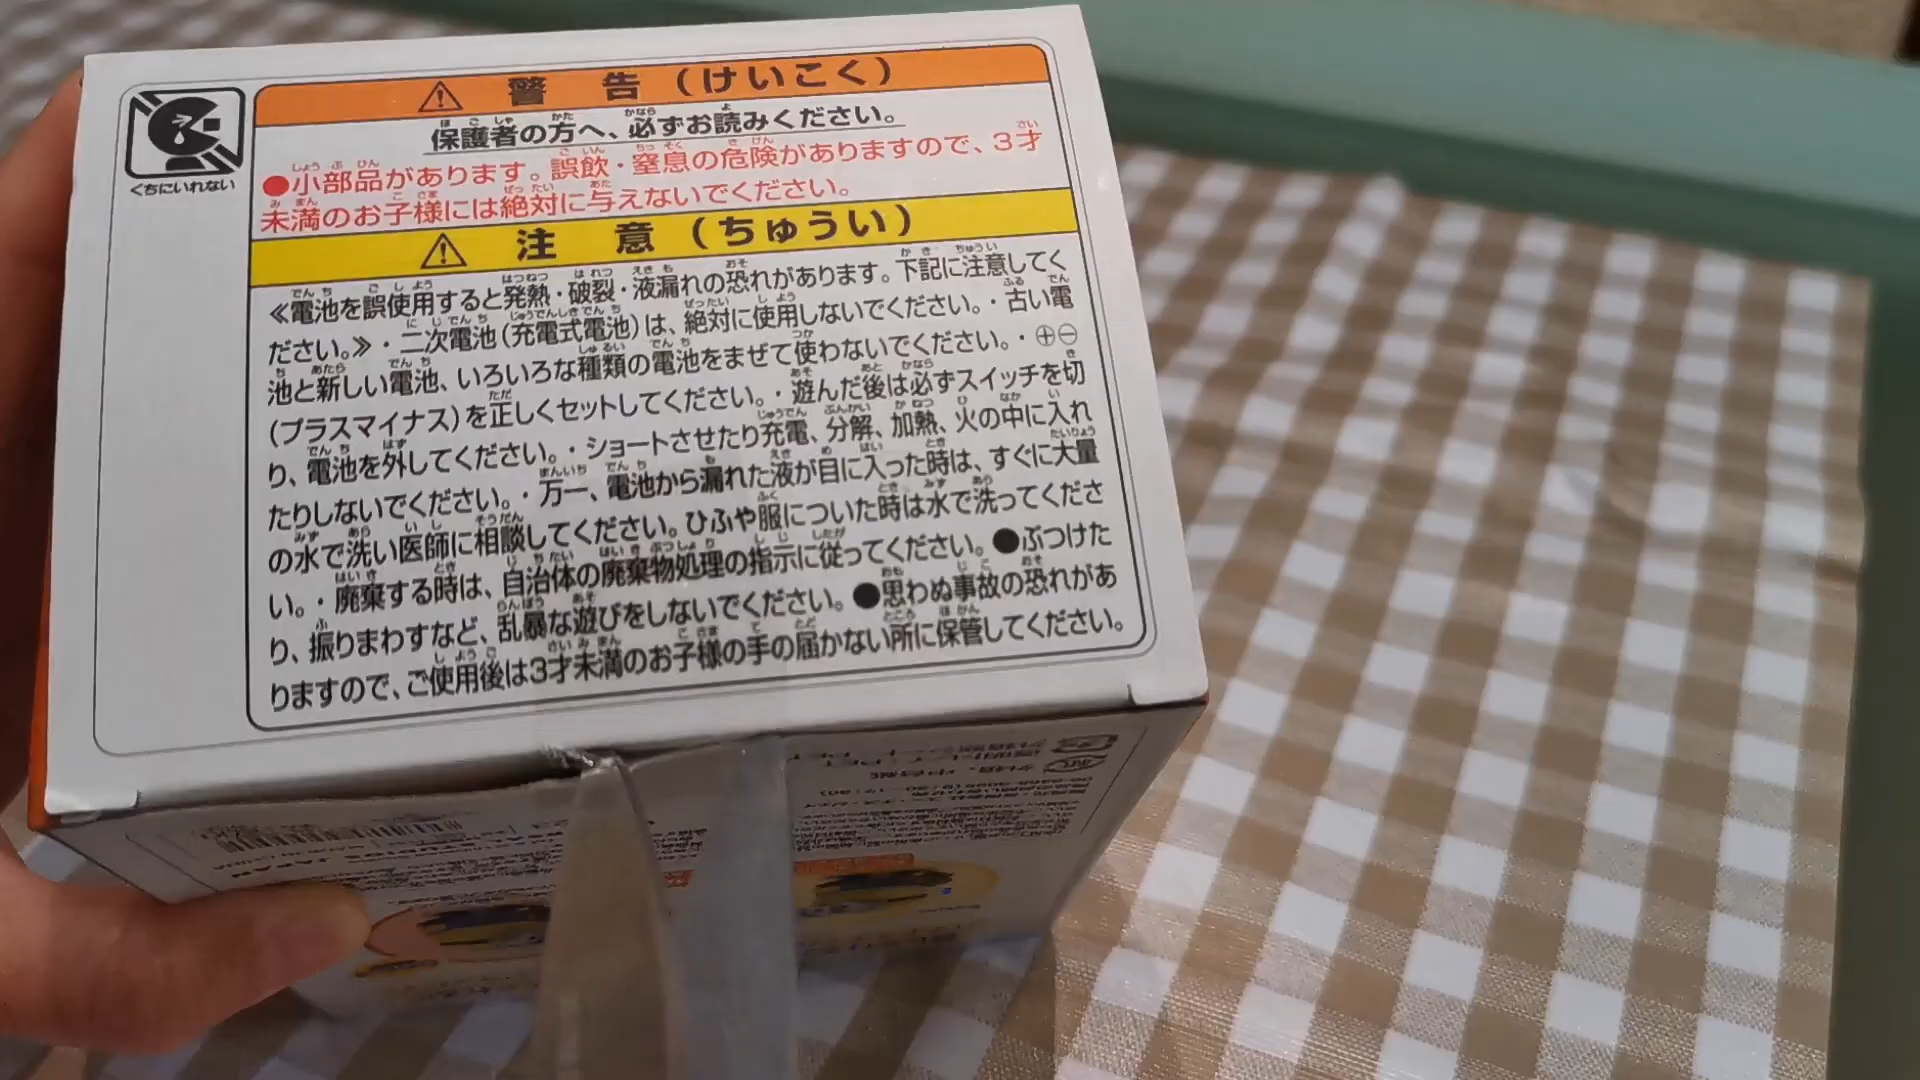 警 告 (けいこく)
保護者の方へ、必ずお読みください。
くちにいれない
●小部品があります。誤飲・窒息の危険がありますので、3才
未満のお子様には絶対に与えないでください。
注 意 (ちゅうい)
≪電池を誤使用すると発熱・破裂・液漏れの恐れがあります。下記に注意してく
ださい。≫・二次電池(充電式電池)は、絶対に使用しないでください。・古い電
池と新しい電池、いろいろな種類の電池をまぜて使わないでください。・⊕⊖
(プラスマイナス)を正しくセットしてください。・遊んだ後は必ずスイッチを切
り、電池を外してください。・ショートさせたり充電、分解、加熱、火の中に入れ
たりしないでください。・万一、電池から漏れた液が目に入った時は、すぐに大量
の水で洗い医師に相談してください。ひふや服についた時は水で洗ってくださ
い。・廃棄する時は、自治体の廃棄物処理の指示に従ってください。●ぶつけた
り、振りまわすなど、乱暴な遊びをしないでください。●思わぬ事故の恐れがあ
りますので、ご使用後は3才未満のお子様の手の届かない所に保管してください。